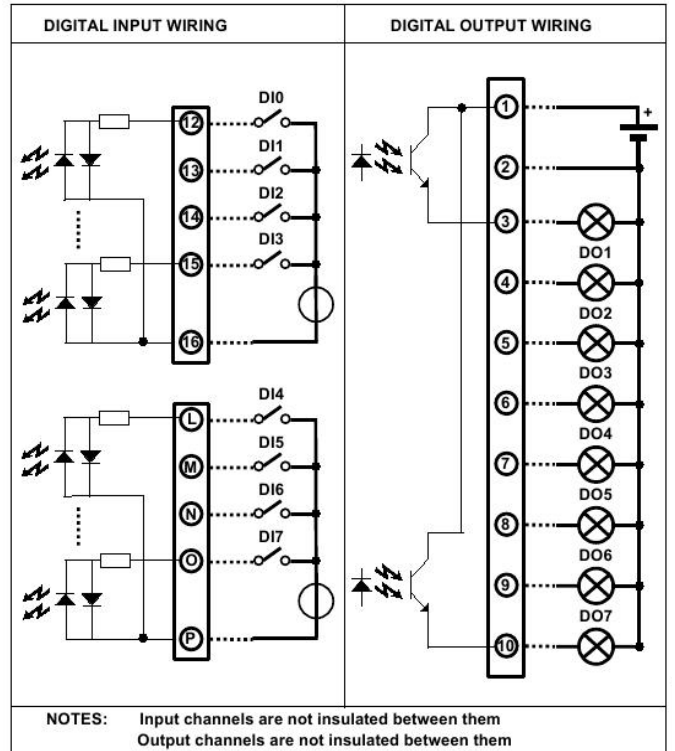 DIGITAL INPUT WIRING
DI0
12
DI1
13
DI2
14
DI3
15
16
DI4
L
DI5
M
DI6
N
DI7
O
P
DIGITAL OUTPUT WIRING
1
+
2
3
DO1
4
DO2
5
DO3
6
DO4
7
DO5
8
DO6
9
DO7
10
NOTES: Input channels are not insulated between them
Output channels are not insulated between them